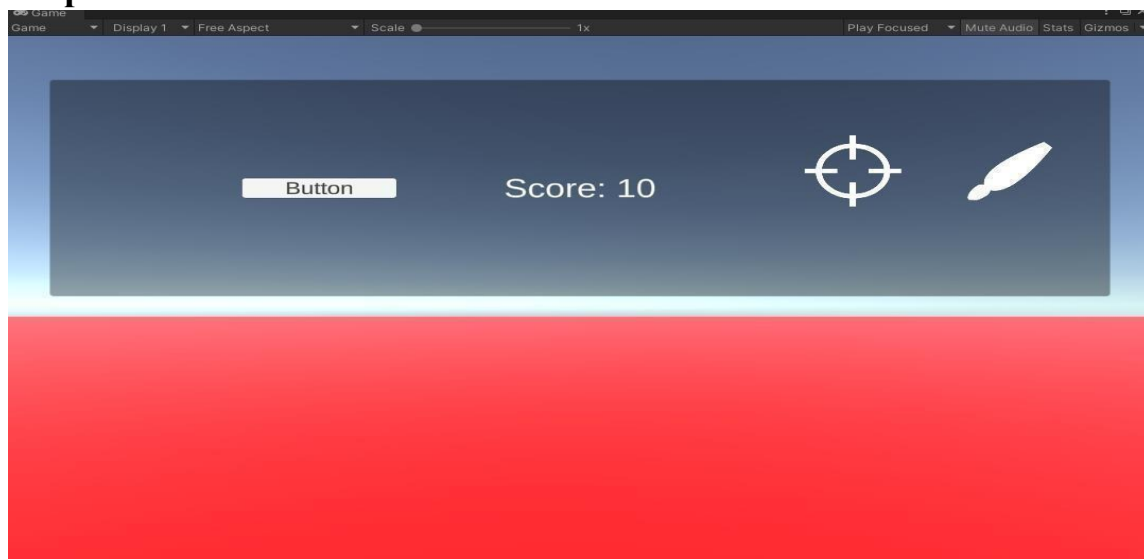 Game
Game Display 1 Free Aspect Scale 1x Play Focused Mute Audio Stats Gizmos
Button Score: 10